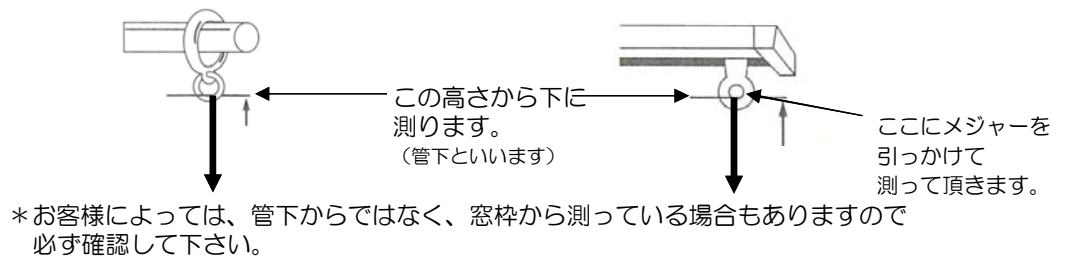 この高さから下に
測ります。
（管下といいます）
ここにメジャーを
引っかけて
測って頂きます。
＊お客様によっては、管下からではなく、窓枠から測っている場合もありますので
必ず確認して下さい。